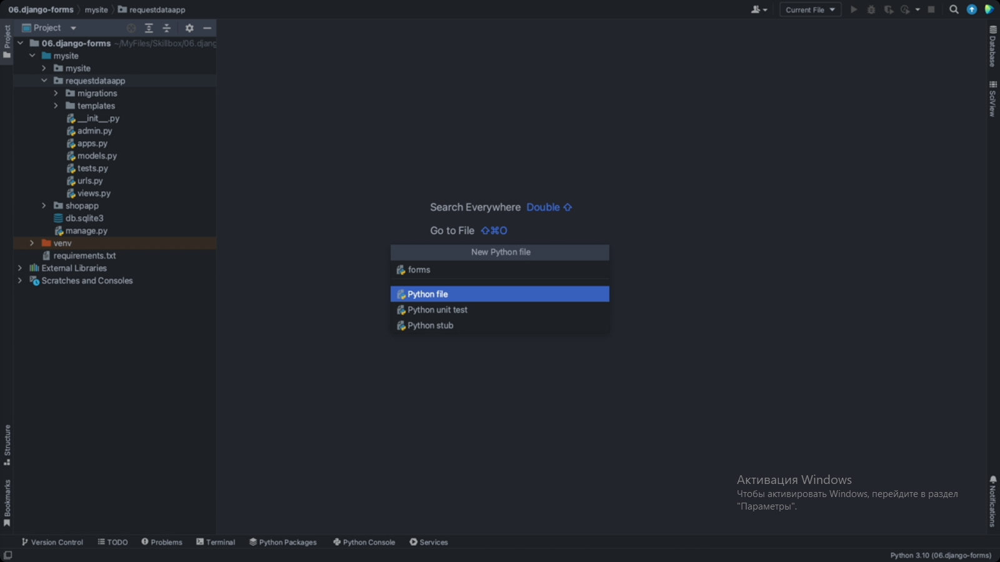 06.django-forms mysite requestdataapp
Current File
Project
Project
06.django-forms ~/MyFiles/Skillbox/06.djang
mysite
mysite
requestdataapp
migrations
templates
__init__.py
admin.py
apps.py
models.py
tests.py
urls.py
views.py
shopapp
db.sqlite3
manage.py
venv
requirements.txt
External Libraries
Scratches and Consoles
Search Everywhere Double ⇧
Go to File ⇧⌘O
New Python file
forms
Python file
Python unit test
Python stub
Database
SciView
Notifications
Structure
Bookmarks
Активация Windows
Чтобы активировать Windows, перейдите в раздел
"Параметры".
Version Control TODO Problems Terminal Python Packages Python Console Services
Python 3.10 (06.django-forms)